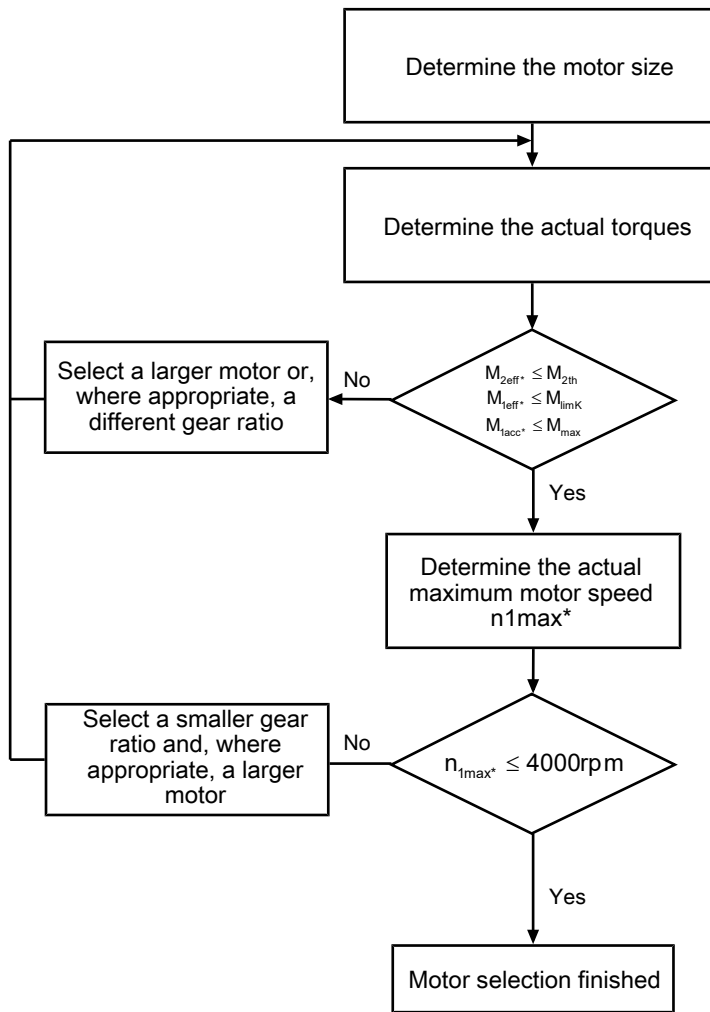 Determine the motor size
Determine the actual torques
Select a larger motor or,
where appropriate, a
different gear ratio
No
M2eff* ≤ M2th
M1eff* ≤ MlimK
M1acc* ≤ Mmax
Yes
Determine the actual
maximum motor speed
n1max*
Select a smaller gear
ratio and, where
appropriate, a larger
motor
No
n1max* ≤ 4000rpm
Yes
Motor selection finished